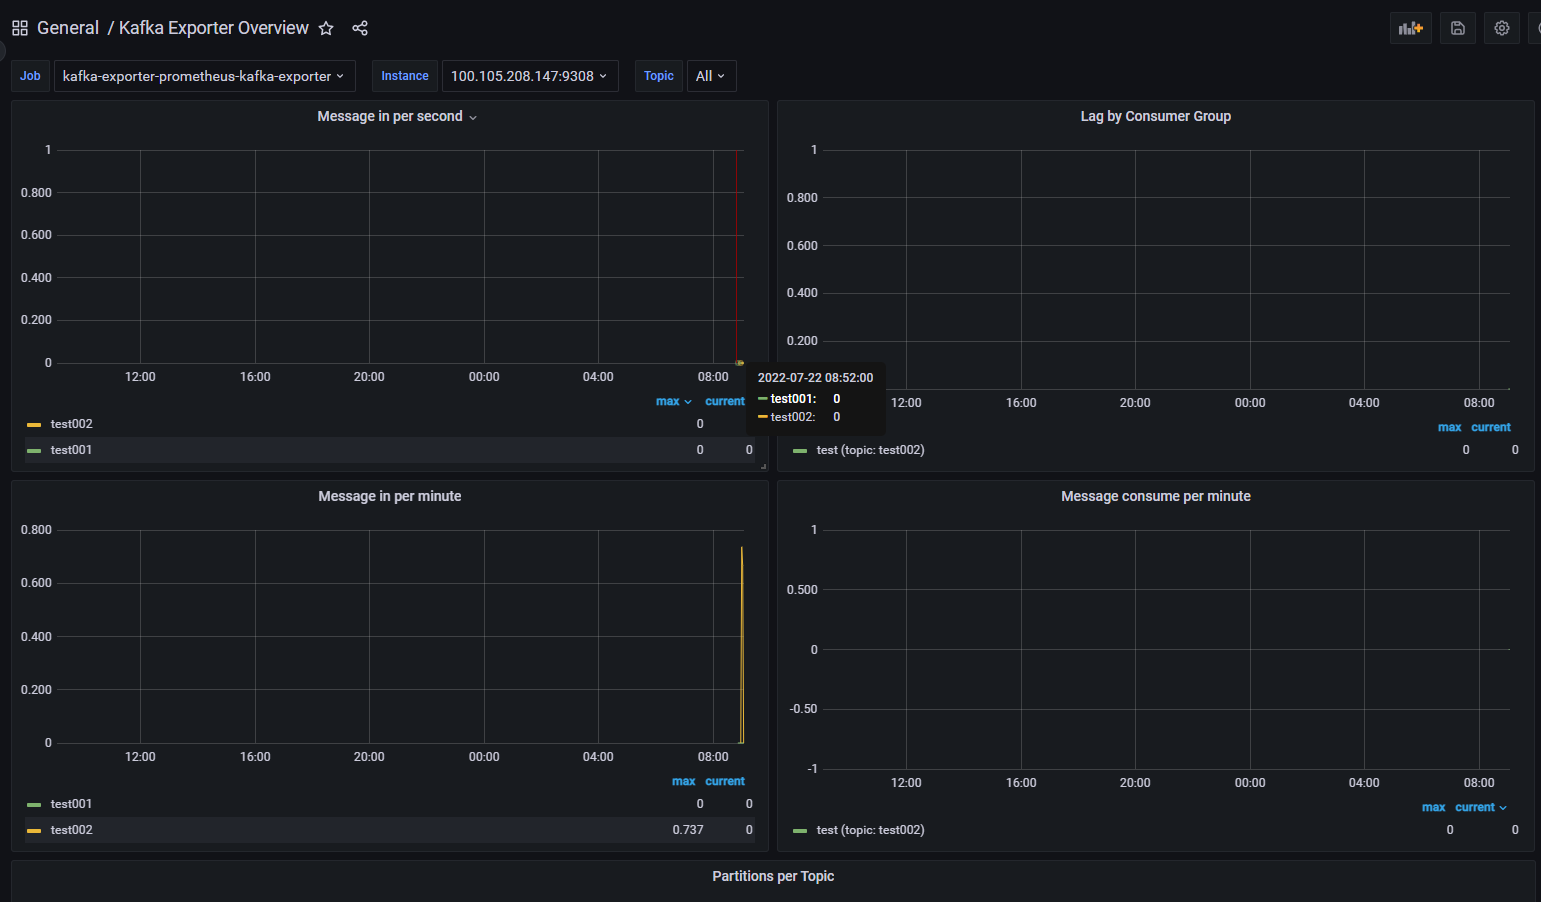 General / Kafka Exporter Overview
Job kafka-exporter-prometheus-kafka-exporter Instance 100.105.208.147:9308 Topic All
Message in per second
1
0.800
0.600
0.400
0.200
0
12:00 16:00 20:00 00:00 04:00 08:00
max current
test002 0
test001 0 0
2022-07-22 08:52:00
test001: 0
test002: 0
Lag by Consumer Group
1
0.800
0.600
0.400
0.200
12:00 16:00 20:00 00:00 04:00 08:00
max current
test (topic: test002) 0 0
Message in per minute
0.800
0.600
0.400
0.200
0
12:00 16:00 20:00 00:00 04:00 08:00
max current
test001 0 0
test002 0.737 0
Message consume per minute
1
0.500
0
-0.50
-1
12:00 16:00 20:00 00:00 04:00 08:00
max current
test (topic: test002) 0 0
Partitions per Topic